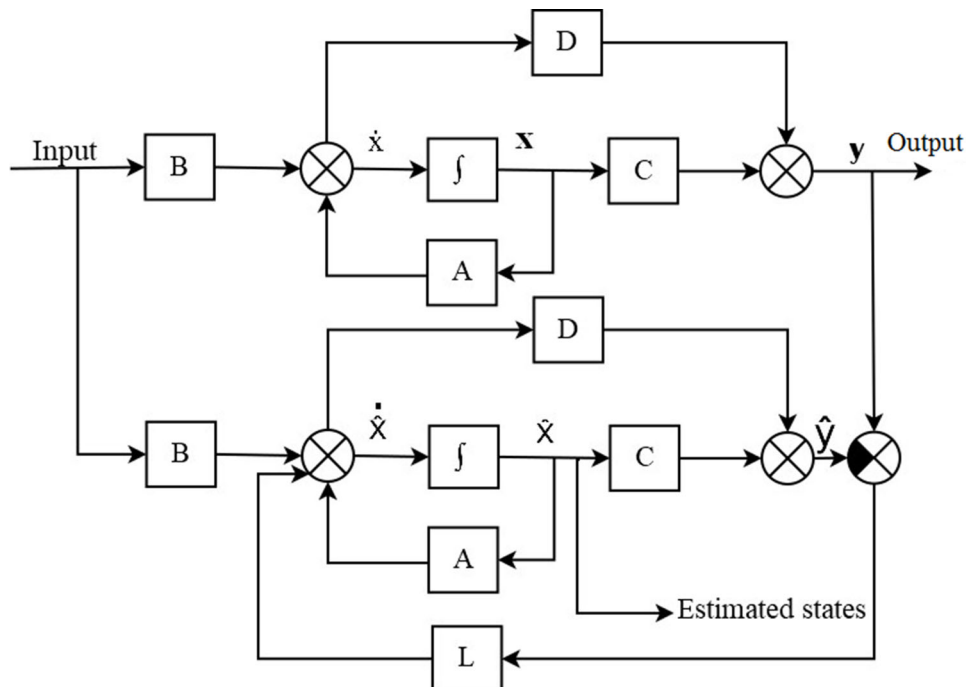 D
Input
B
ẋ
∫
x
C
y
Output
A
D
B
x̂̇
∫
x̂
C
ŷ
A
Estimated states
L